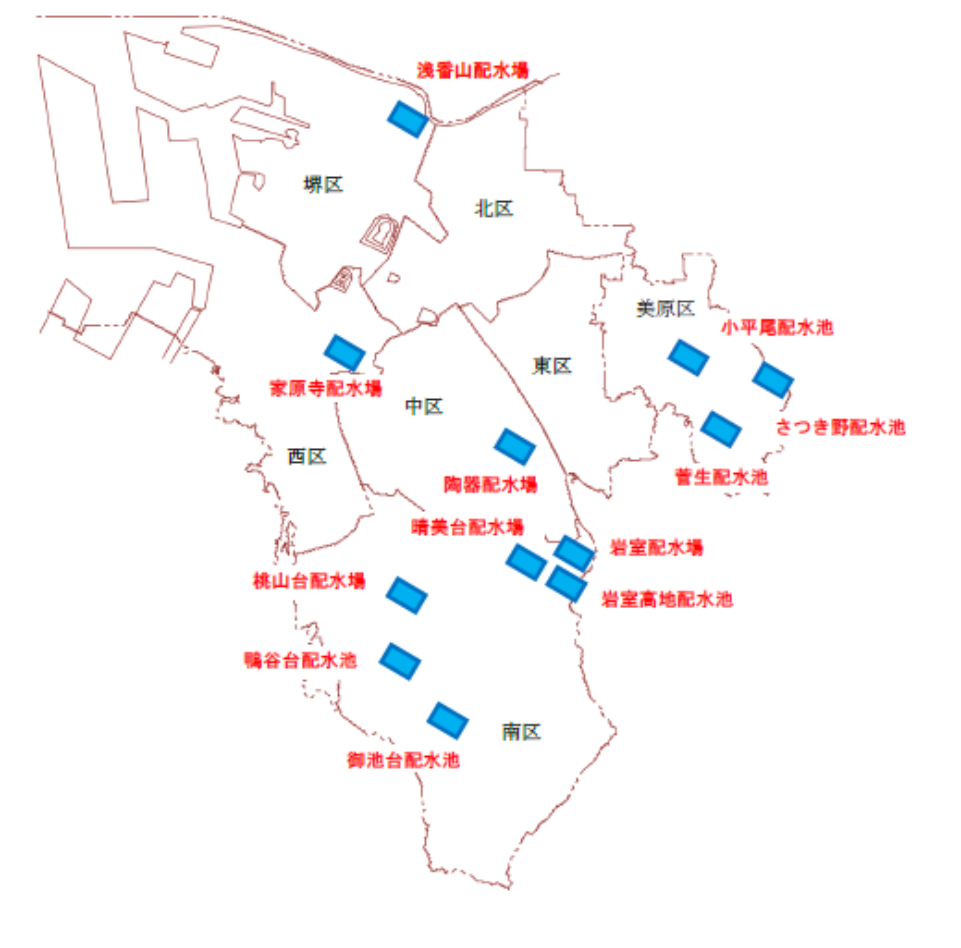 浅香山配水場
堺区
北区
美原区
小平尾配水池
東区
家原寺配水場
中区
さつき野配水池
西区
菅生配水池
陶器配水場
晴美台配水場
岩室配水場
桃山台配水場
岩室高地配水池
鴨谷台配水池
南区
御池台配水池